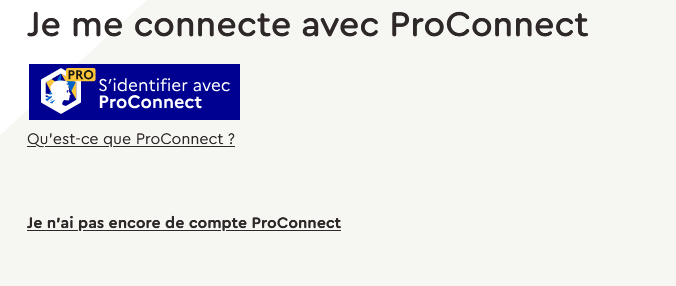 Je me connecte avec ProConnect
PRO
S'identifier avec
ProConnect
Qu'est-ce que ProConnect ?
Je n'ai pas encore de compte ProConnect